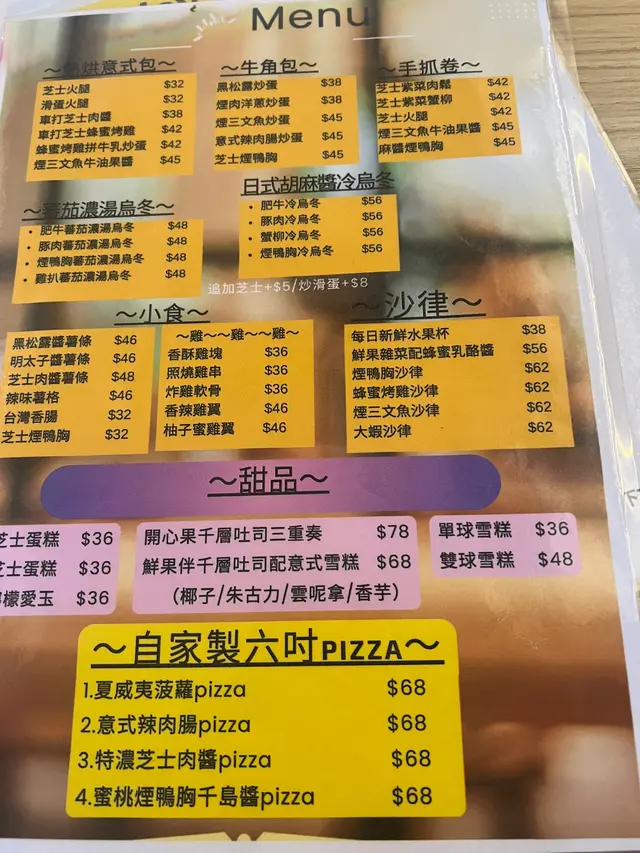 Menu
烘意式包～
芝士火腿 $32
滑蛋火腿 $32
車打芝士肉醬 $38
車打芝士蜂蜜烤雞 $42
蜂蜜烤雞拼牛乳炒蛋 $42
煙三文魚牛油果醬 $45
～牛角包～
黑松露炒蛋 $38
煙肉洋蔥炒蛋 $38
煙三文魚炒蛋 $45
意式辣肉腸炒蛋 $45
芝士煙鴨胸 $45
～手抓卷～
芝士紫菜肉鬆 $42
芝士紫菜蟹柳 $42
芝士火腿 $42
煙三文魚牛油果醬 $45
麻醬煙鴨胸 $45
～蕃茄濃湯烏冬～
• 肥牛蕃茄濃湯烏冬 $48
• 豚肉蕃茄濃湯烏冬 $48
• 煙鴨胸蕃茄濃湯烏冬 $48
• 雞扒蕃茄濃湯烏冬 $48
日式胡麻醬冷烏冬
• 肥牛冷烏冬 $56
• 豚肉冷烏冬 $56
• 蟹柳冷烏冬 $56
• 煙鴨胸冷烏冬 $56
追加芝士+$5/炒滑蛋+$8
～小食～
黑松露醬薯條 $46
明太子醬薯條 $46
芝士肉醬薯條 $48
辣味薯格 $46
台灣香腸 $32
芝士煙鴨胸 $32
～雞～～雞～～雞～
香酥雞塊 $36
照燒雞串 $36
炸雞軟骨 $36
香辣雞翼 $46
柚子蜜雞翼 $46
～沙律～
每日新鮮水果杯 $38
鮮果雜菜配蜂蜜乳酪醬 $56
煙鴨胸沙律 $62
蜂蜜烤雞沙律 $62
煙三文魚沙律 $62
大蝦沙律 $62
～甜品～
芝士蛋糕 $36
芝士蛋糕 $36
檬愛玉 $36
開心果千層吐司三重奏 $78
鮮果伴千層吐司配意式雪糕 $68
（椰子/朱古力/雲呢拿/香芋）
單球雪糕 $36
雙球雪糕 $48
～自家製六吋PIZZA～
1.夏威夷菠蘿pizza $68
2.意式辣肉腸pizza $68
3.特濃芝士肉醬pizza $68
4.蜜桃煙鴨胸千島醬pizza $68